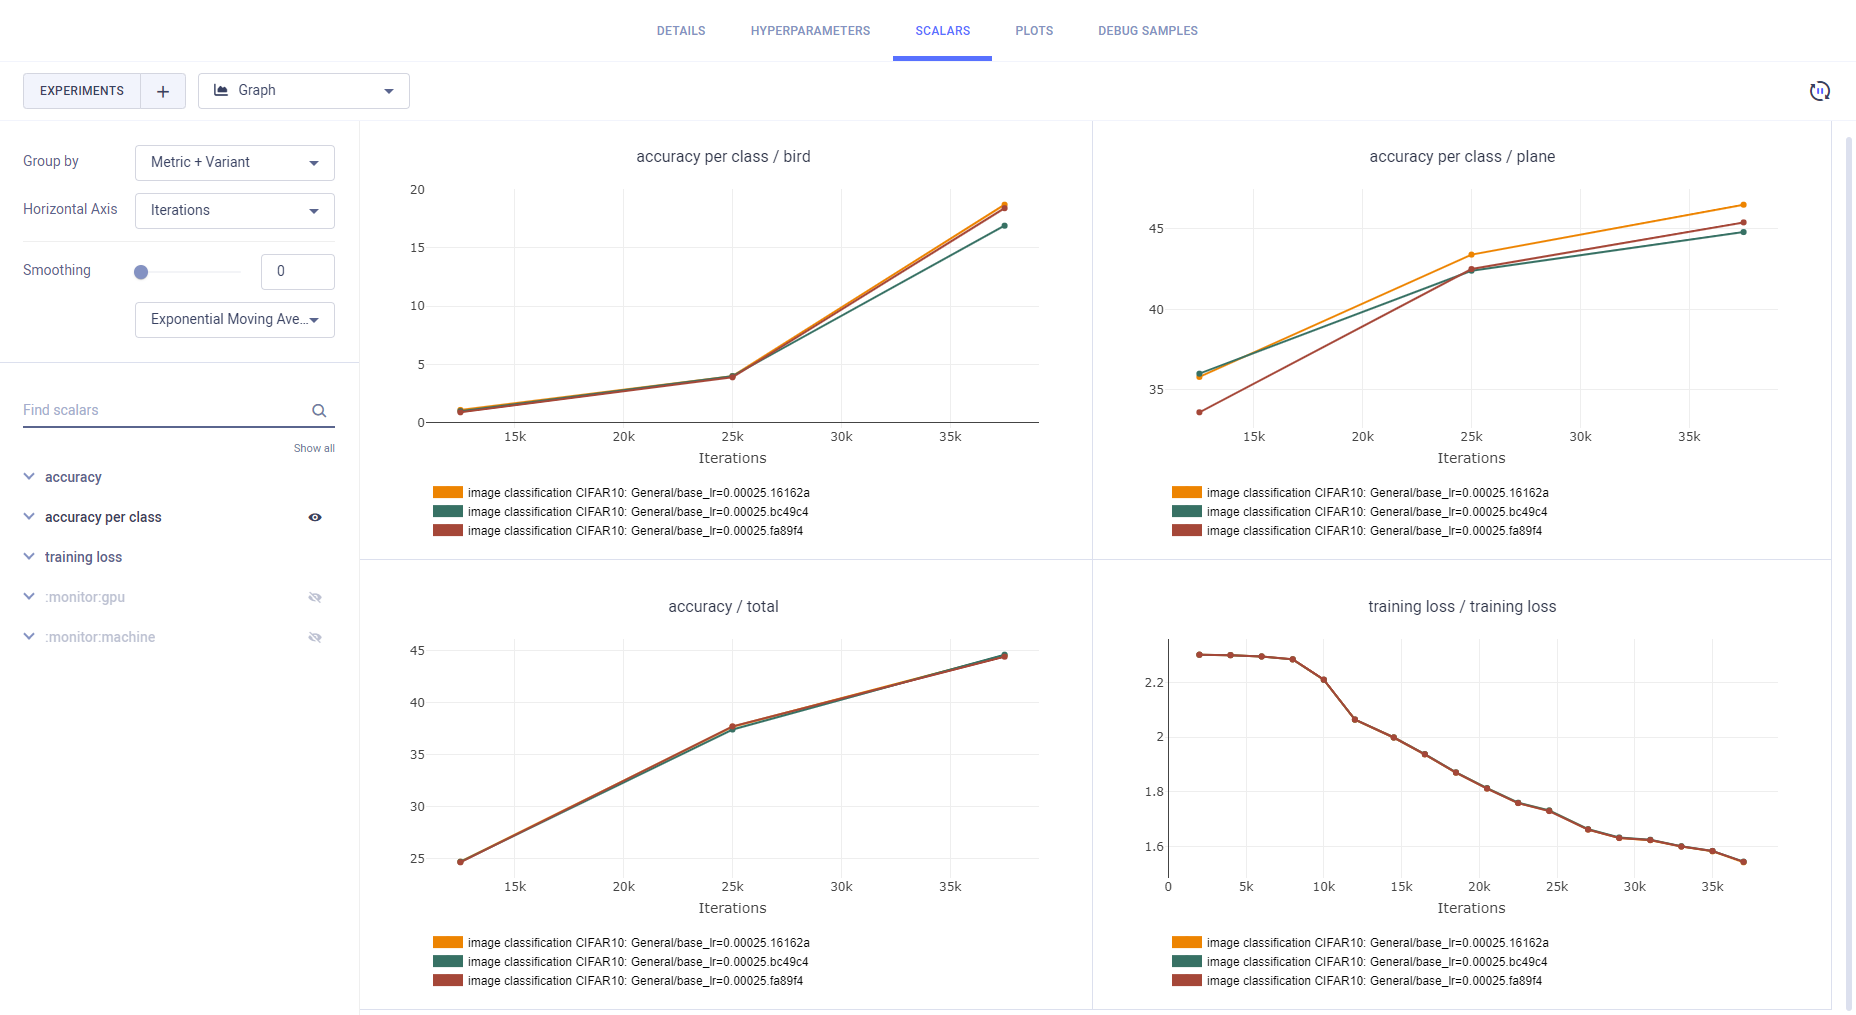 DETAILS HYPERPARAMETERS SCALARS PLOTS DEBUG SAMPLES
EXPERIMENTS + Graph
Group by Metric + Variant
Horizontal Axis Iterations
Smoothing 0
Exponential Moving Ave...
Find scalars
Show all
accuracy
accuracy per class
training loss
:monitor:gpu
:monitor:machine
accuracy per class / bird
20
15
10
5
0
15k 20k 25k 30k 35k
Iterations
image classification CIFAR10: General/base_lr=0.00025.16162a
image classification CIFAR10: General/base_lr=0.00025.bc49c4
image classification CIFAR10: General/base_lr=0.00025.fa89f4
accuracy per class / plane
45
40
35
15k 20k 25k 30k 35k
Iterations
image classification CIFAR10: General/base_lr=0.00025.16162a
image classification CIFAR10: General/base_lr=0.00025.bc49c4
image classification CIFAR10: General/base_lr=0.00025.fa89f4
accuracy / total
45
40
35
30
25
15k 20k 25k 30k 35k
Iterations
image classification CIFAR10: General/base_lr=0.00025.16162a
image classification CIFAR10: General/base_lr=0.00025.bc49c4
image classification CIFAR10: General/base_lr=0.00025.fa89f4
training loss / training loss
2.2
2
1.8
1.6
0 5k 10k 15k 20k 25k 30k 35k
Iterations
image classification CIFAR10: General/base_lr=0.00025.16162a
image classification CIFAR10: General/base_lr=0.00025.bc49c4
image classification CIFAR10: General/base_lr=0.00025.fa89f4